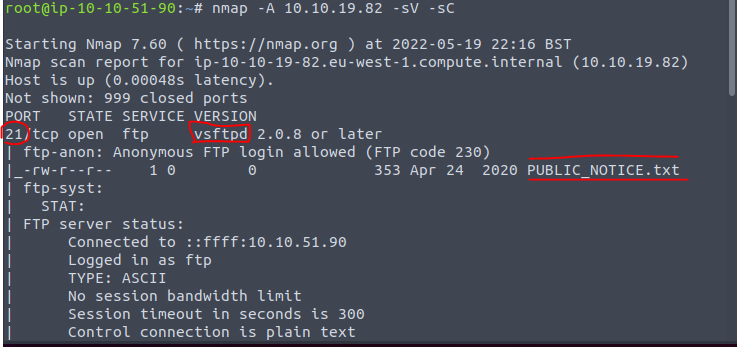 root@ip-10-10-51-90:~# nmap -A 10.10.19.82 -sV -sC
Starting Nmap 7.60 ( https://nmap.org ) at 2022-05-19 22:16 BST
Nmap scan report for ip-10-10-19-82.eu-west-1.compute.internal (10.10.19.82)
Host is up (0.00048s latency).
Not shown: 999 closed ports
PORT   STATE SERVICE VERSION
21/tcp open  ftp     vsftpd 2.0.8 or later
| ftp-anon: Anonymous FTP login allowed (FTP code 230)
|_-rw-r--r--    1 0        0             353 Apr 24  2020 PUBLIC_NOTICE.txt
| ftp-syst:
|   STAT:
| FTP server status:
|      Connected to ::ffff:10.10.51.90
|      Logged in as ftp
|      TYPE: ASCII
|      No session bandwidth limit
|      Session timeout in seconds is 300
|      Control connection is plain text